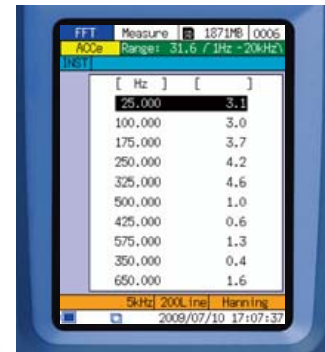 FFT Measure 1871MB 0006
ACCe Range: 31.6 / 1Hz - 20kHz\
INST
[ Hz ] [ ]
25.000 3.1
100.000 3.0
175.000 3.7
250.000 4.2
325.000 4.6
500.000 1.0
425.000 0.6
575.000 1.3
350.000 0.4
650.000 1.6
5kHz 200Line Hanning
2009/07/10 17:07:37